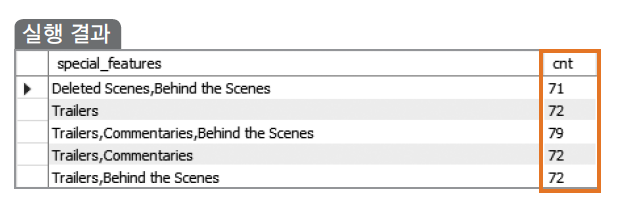 실행 결과
special_features cnt
Deleted Scenes,Behind the Scenes 71
Trailers 72
Trailers,Commentaries,Behind the Scenes 79
Trailers,Commentaries 72
Trailers,Behind the Scenes 72